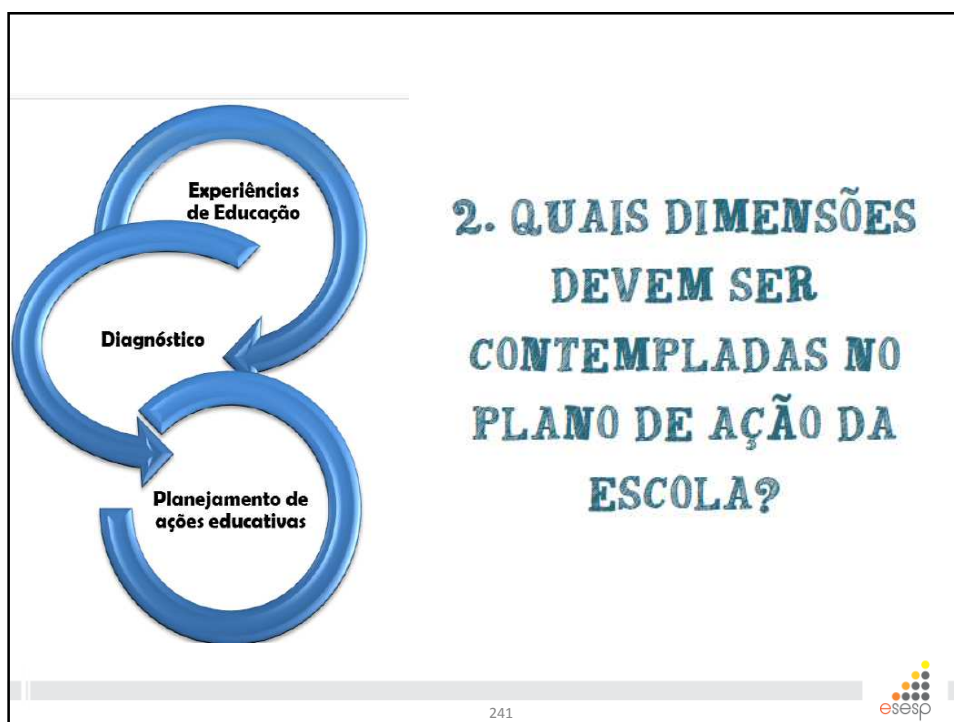 Experiências
de Educação
Diagnóstico
Planejamento de
ações educativas
2. QUAIS DIMENSÕES
DEVEM SER
CONTEMPLADAS NO
PLANO DE AÇÃO DA
ESCOLA?
241
esesp